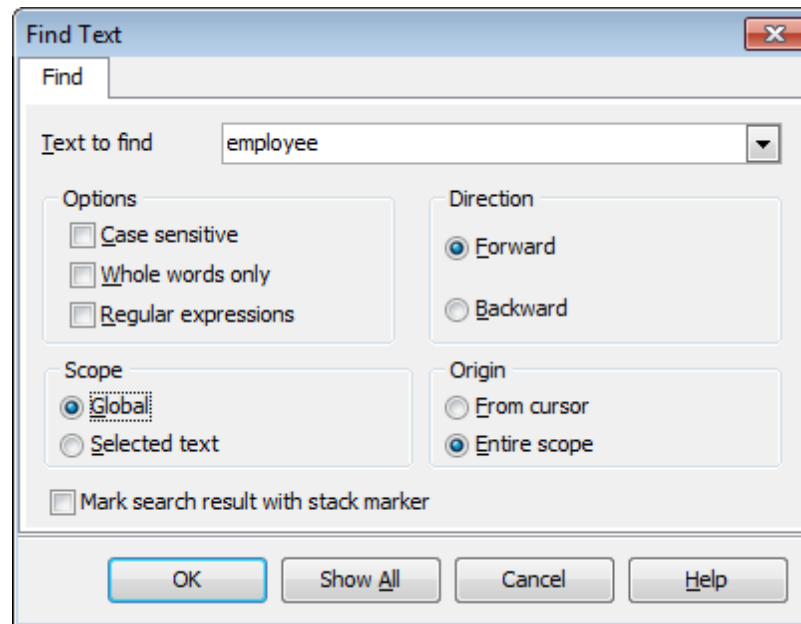 Find Text
Find
Text to find employee
Options
Case sensitive
Whole words only
Regular expressions
Direction
Forward
Backward
Scope
Global
Selected text
Origin
From cursor
Entire scope
Mark search result with stack marker
OK Show All Cancel Help